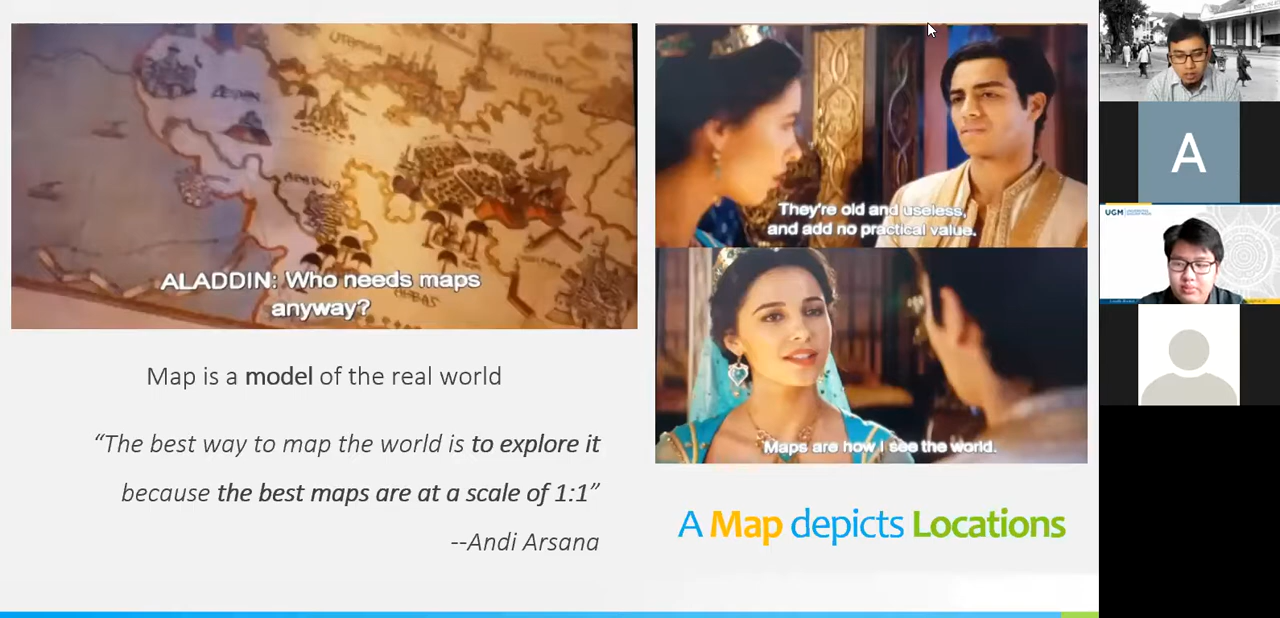 ALADDIN: Who needs maps
anyway?
They're old and useless,
and add no practical value.
Maps are how I see the world.
Map is a model of the real world
“The best way to map the world is to explore it
because the best maps are at a scale of 1:1”
--Andi Arsana
A Map depicts Locations
A
UGM